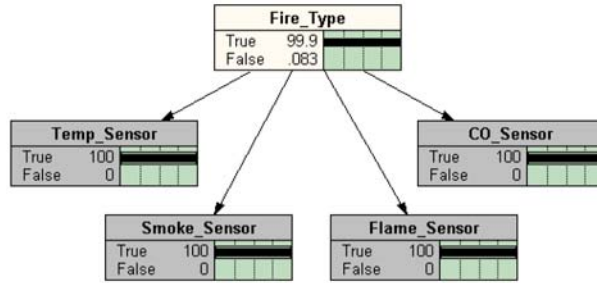 Fire_Type
True 99.9
False .083
Temp_Sensor
True 100
False 0
CO_Sensor
True 100
False 0
Smoke_Sensor
True 100
False 0
Flame_Sensor
True 100
False 0